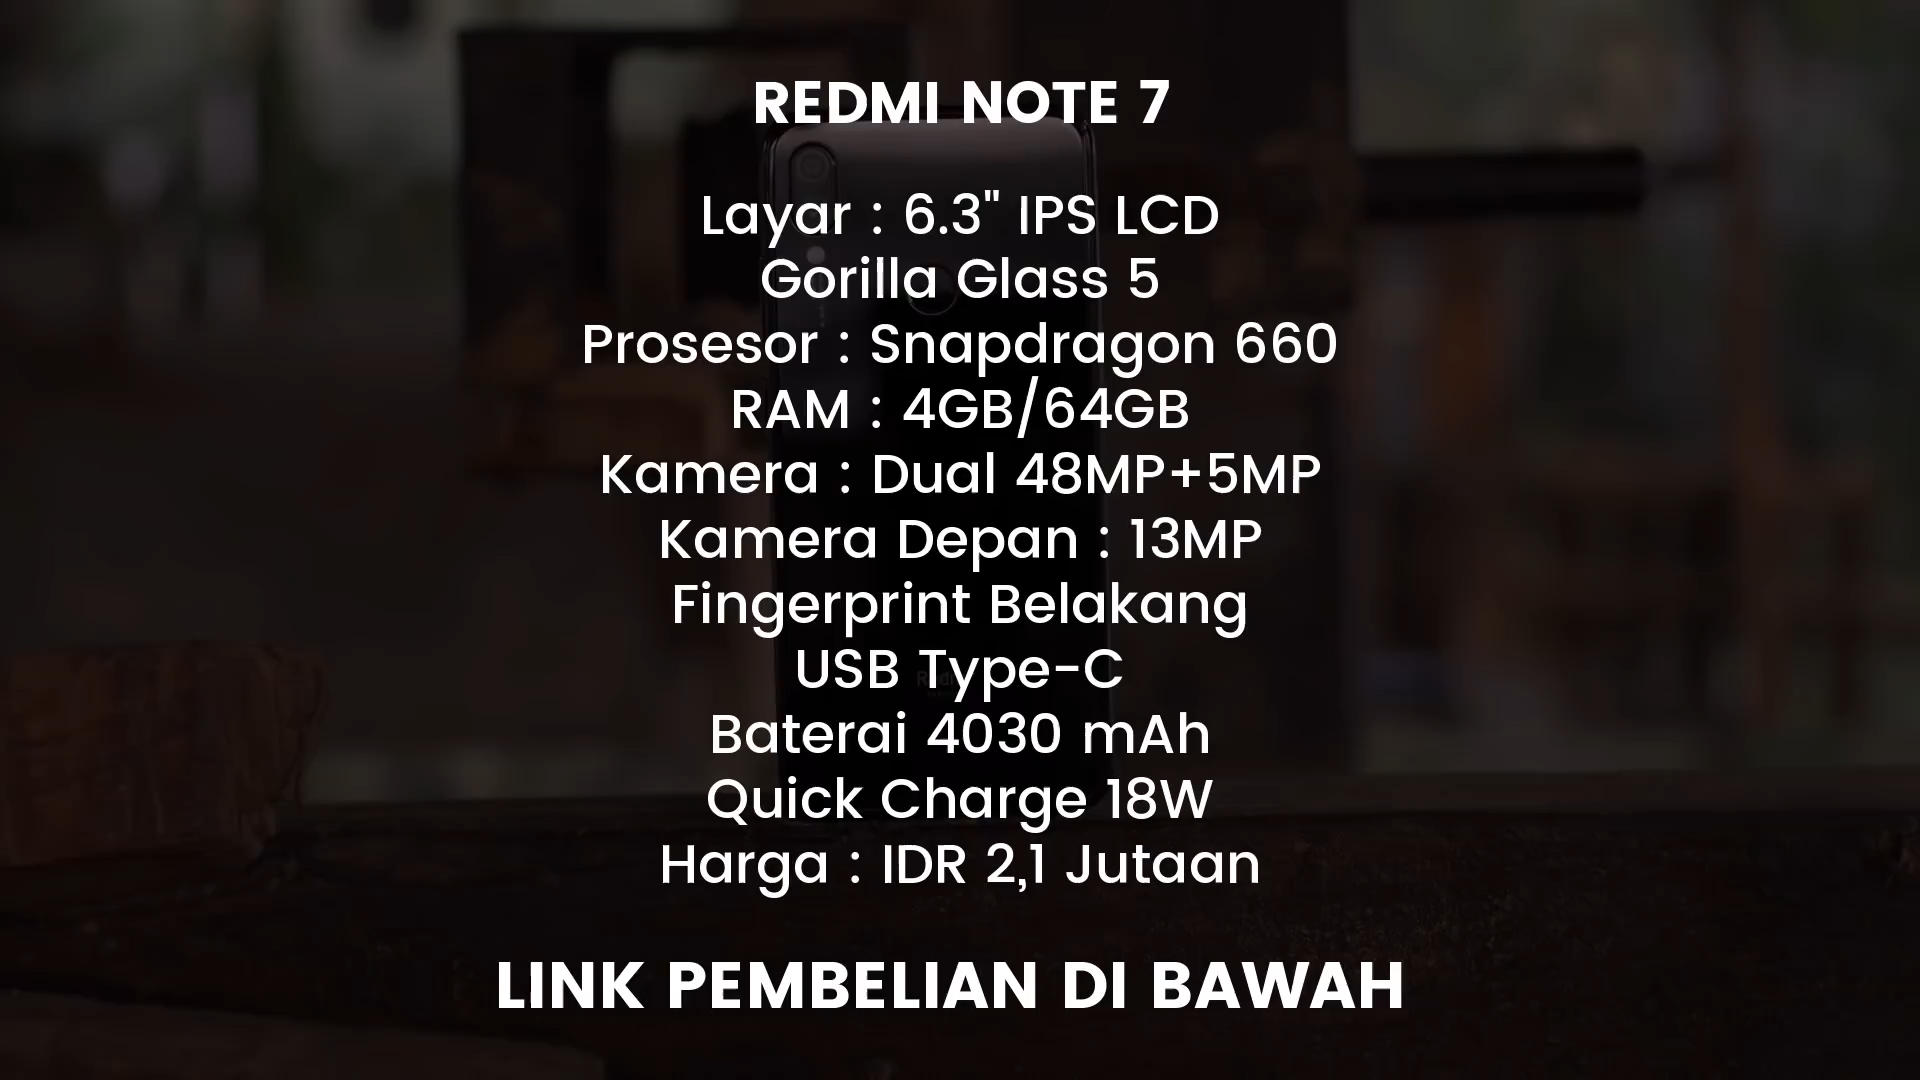 REDMI NOTE 7
Layar : 6.3" IPS LCD
Gorilla Glass 5
Prosesor : Snapdragon 660
RAM : 4GB/64GB
Kamera : Dual 48MP+5MP
Kamera Depan : 13MP
Fingerprint Belakang
USB Type-C
Baterai 4030 mAh
Quick Charge 18W
Harga : IDR 2,1 Jutaan
LINK PEMBELIAN DI BAWAH